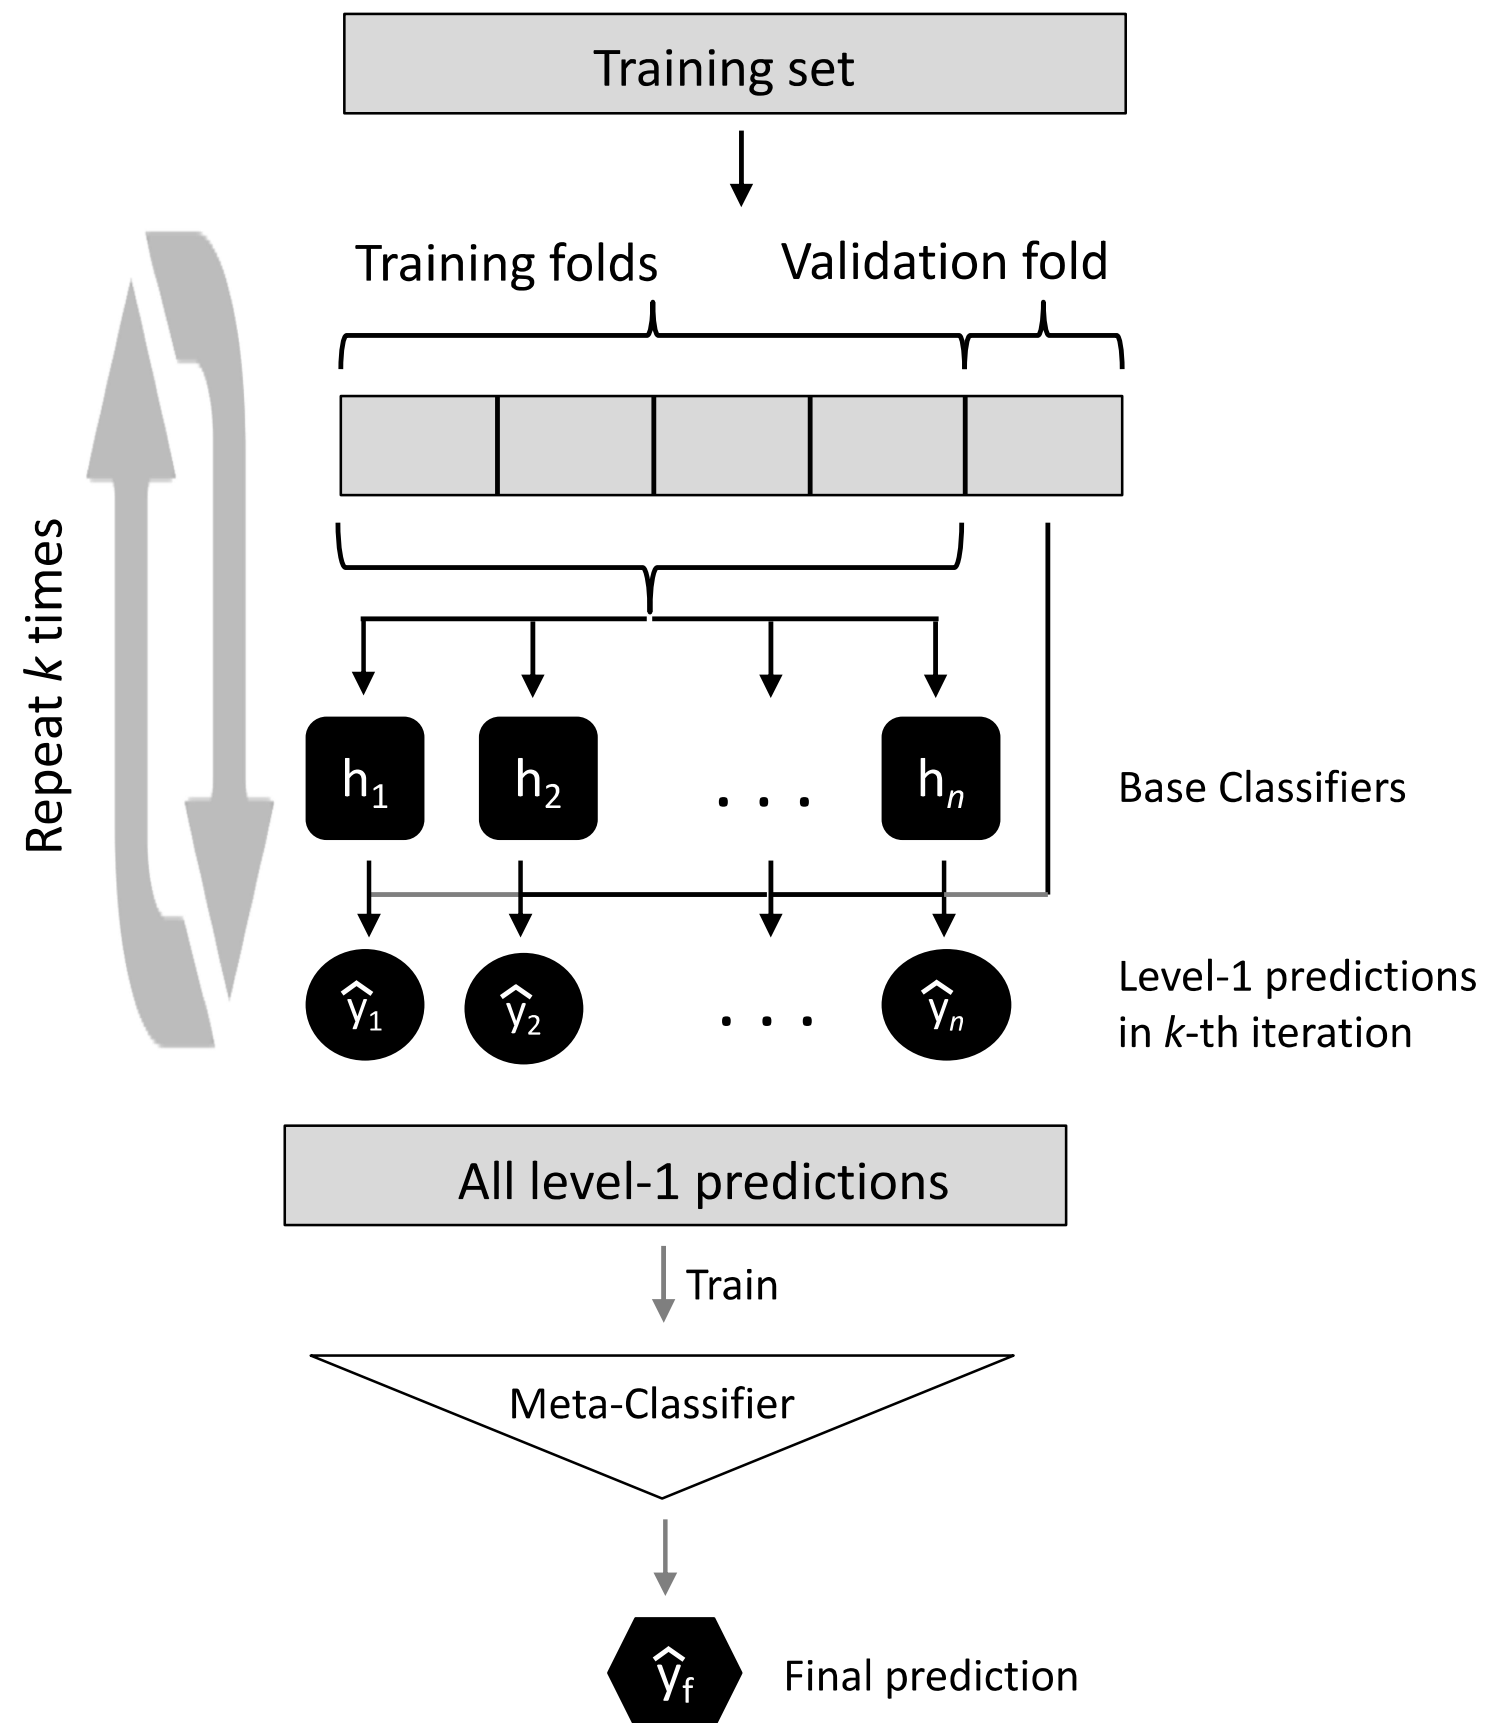 Training set
Training folds
Validation fold
Repeat k times
h1
h2
. . .
hn
Base Classifiers
ŷ1
ŷ2
. . .
ŷn
Level-1 predictions
in k-th iteration
All level-1 predictions
Train
Meta-Classifier
ŷf
Final prediction